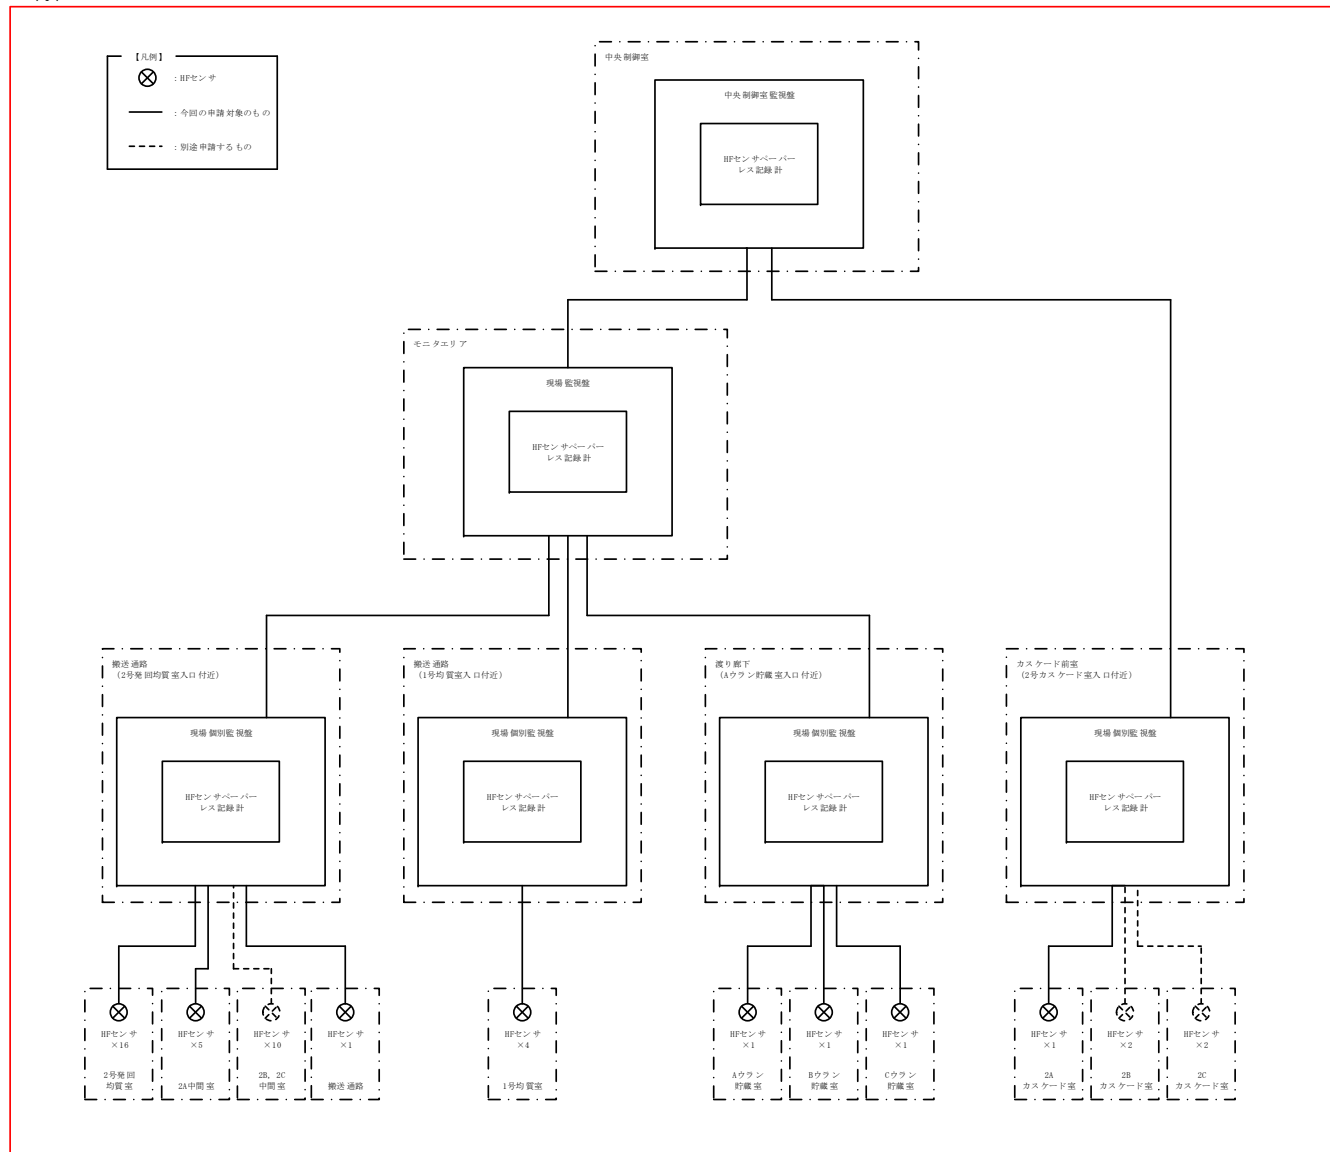 【凡例】
：HFセンサ
：今回の申請対象のもの
：別途申請するもの
中央制御室
中央制御室監視盤
HFセンサペーパー
レス記録計
モニタエリア
現場監視盤
HFセンサペーパー
レス記録計
搬送通路
（2号発回均質室入口付近）
現場個別監視盤
HFセンサペーパー
レス記録計
搬送通路
（1号均質室入口付近）
現場個別監視盤
HFセンサペーパー
レス記録計
渡り廊下
（Aウラン貯蔵室入口付近）
現場個別監視盤
HFセンサペーパー
レス記録計
カスケード前室
（2号カスケード室入口付近）
現場個別監視盤
HFセンサペーパー
レス記録計
HFセンサ
×16
2号発回
均質室
HFセンサ
×5
2A中間室
HFセンサ
×10
2B，2C
中間室
HFセンサ
×1
搬送通路
HFセンサ
×4
1号均質室
HFセンサ
×1
Aウラン
貯蔵室
HFセンサ
×1
Bウラン
貯蔵室
HFセンサ
×1
Cウラン
貯蔵室
HFセンサ
×1
2A
カスケード室
HFセンサ
×2
2B
カスケード室
HFセンサ
×2
2C
カスケード室